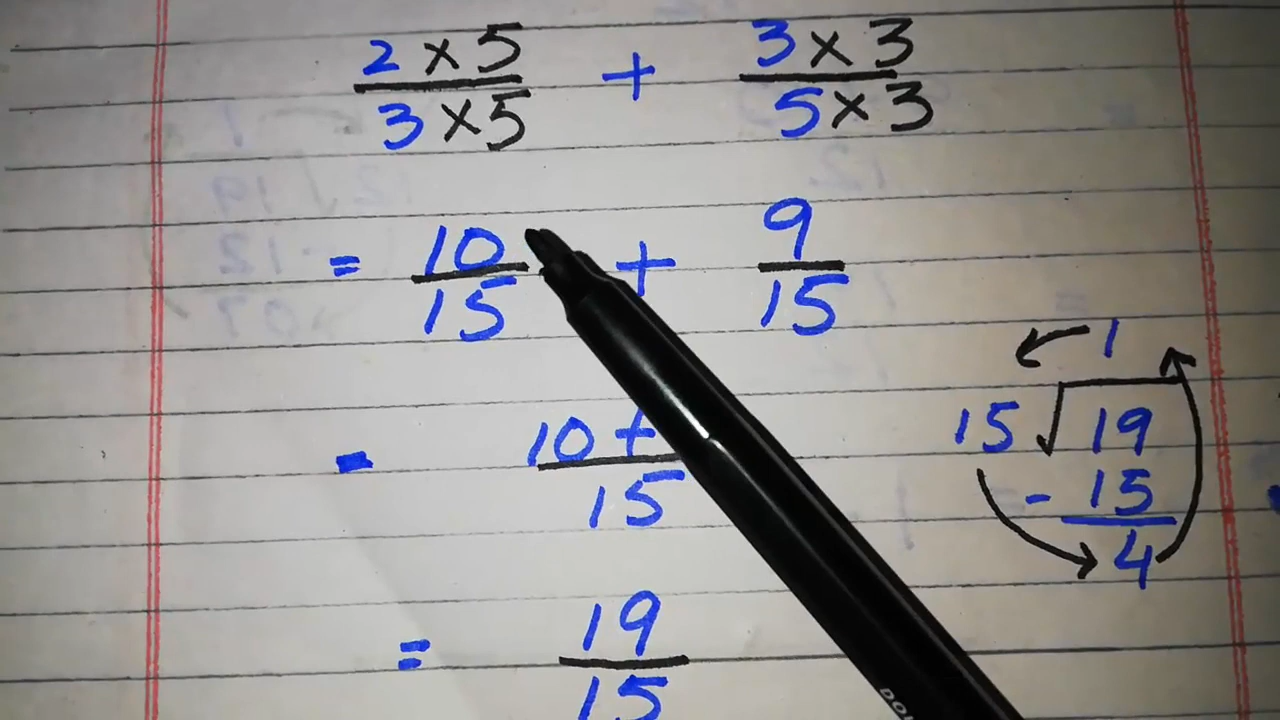 2 × 5 / 3 × 5 + 3 × 3 / 5 × 3
= 10/15 + 9/15
= 10 + / 15
= 19/15
1
15 √ 19
- 15
4